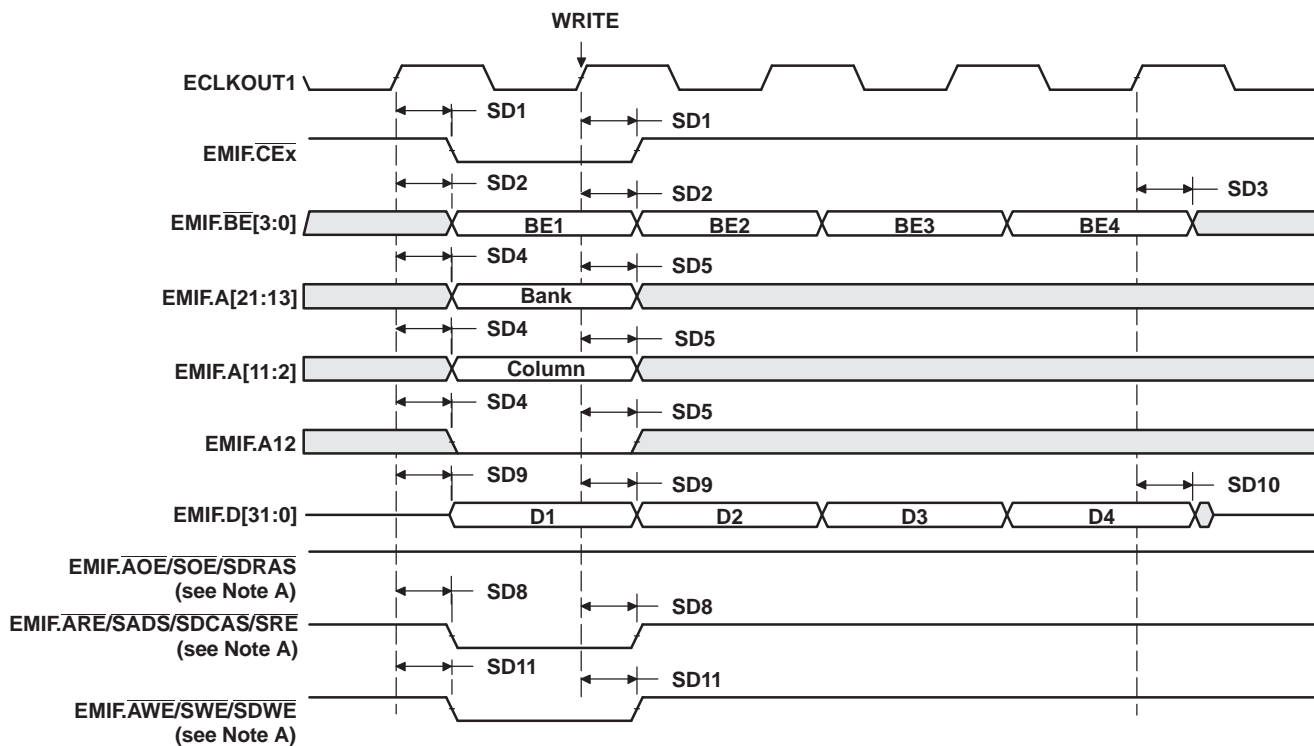 WRITE
ECLKOUT1
SD1
SD1
EMIF.CEx
SD2
SD2
SD3
EMIF.BE[3:0]
BE1
BE2
BE3
BE4
SD4
SD5
EMIF.A[21:13]
Bank
SD4
SD5
EMIF.A[11:2]
Column
SD4
SD5
EMIF.A12
SD9
SD9
SD10
EMIF.D[31:0]
D1
D2
D3
D4
EMIF.AOE/SOE/SDRAS
(see Note A)
SD8
SD8
EMIF.ARE/SADS/SDCAS/SRE
(see Note A)
SD11
SD11
EMIF.AWE/SWE/SDWE
(see Note A)